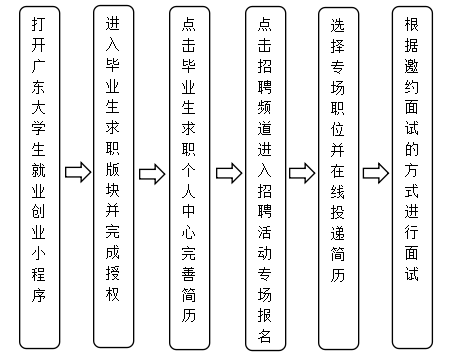 打开广东大学生就业创业小程序
进入毕业生求职版块并完成授权
点击毕业生求职个人中心完善简历
点击招聘频道进入招聘活动专场报名
选择专场职位并在线投递简历
根据邀约面试的方式进行面试